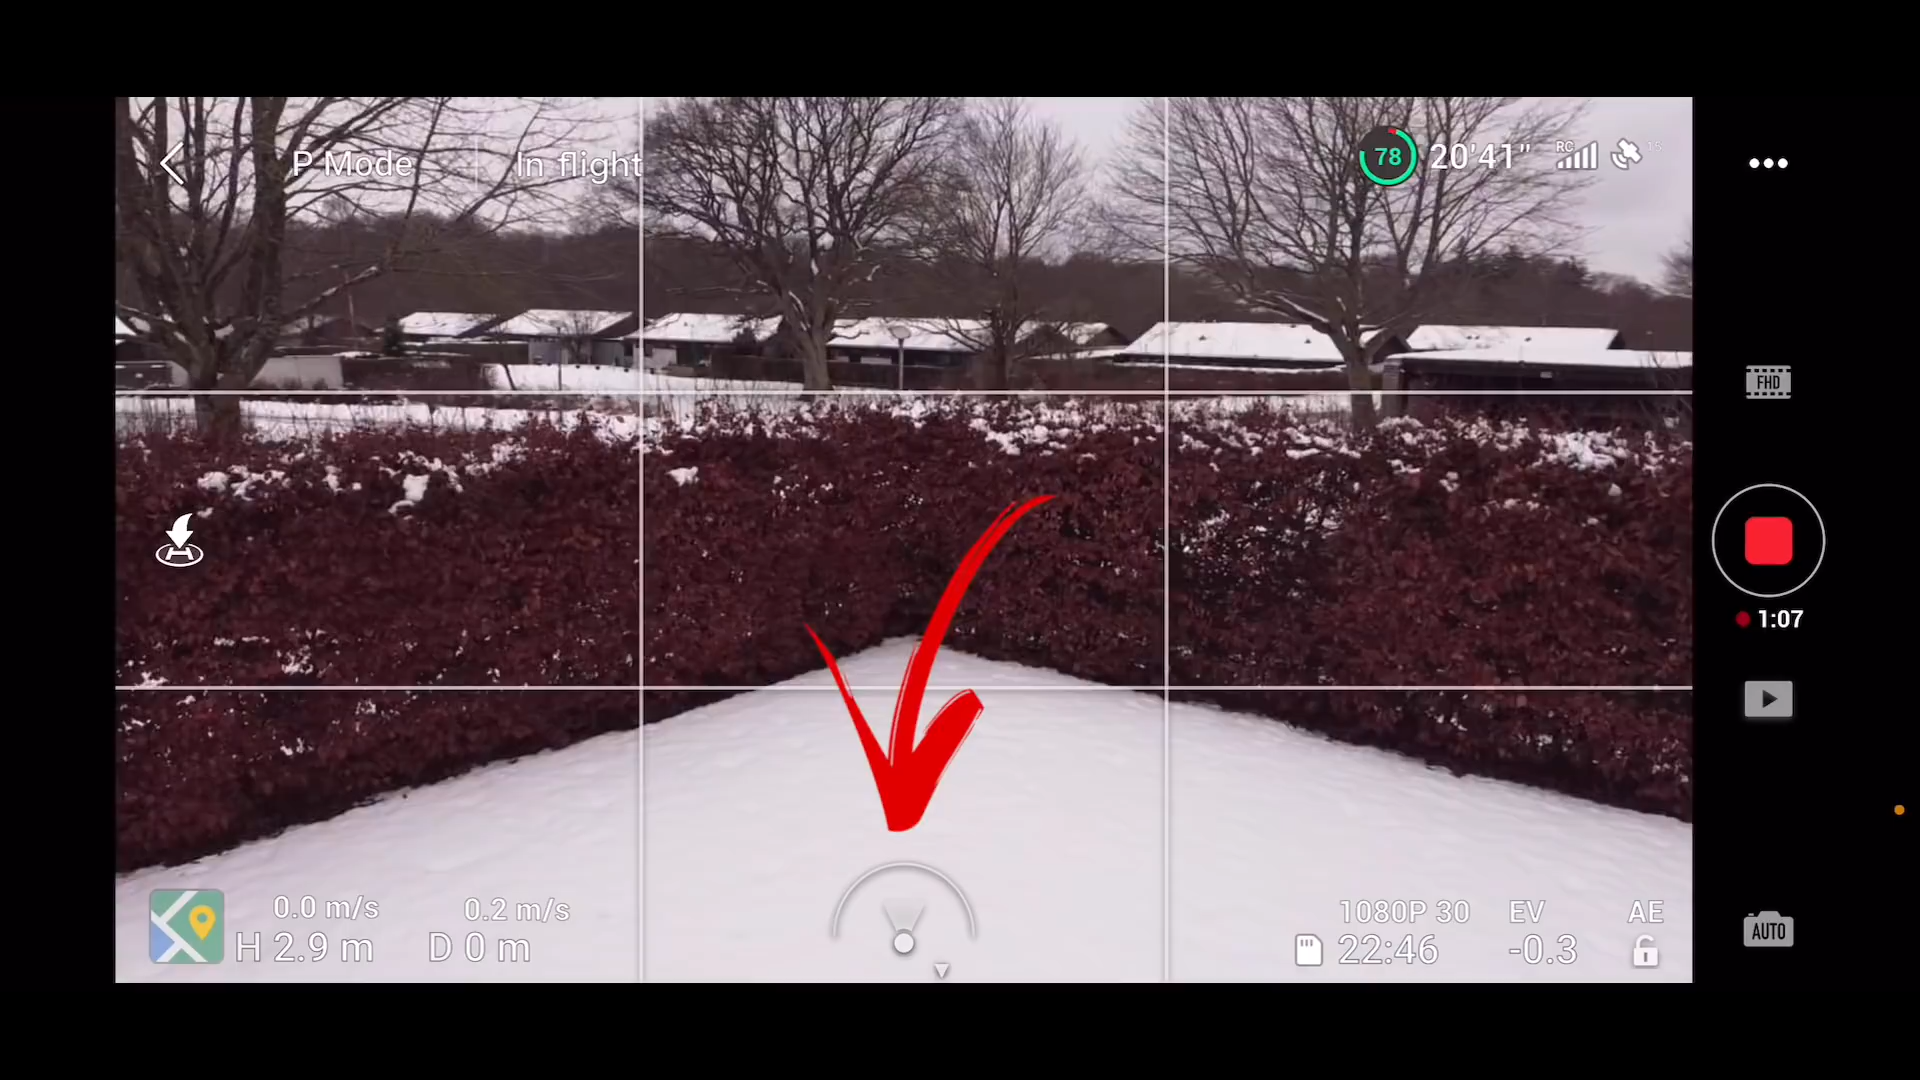 P Mode
In flight
78
20'41"
RC
15
FHD
1:07
0.0 m/s
0.2 m/s
H 2.9 m
D 0 m
1080P 30
EV
AE
22:46
-0.3
AUTO